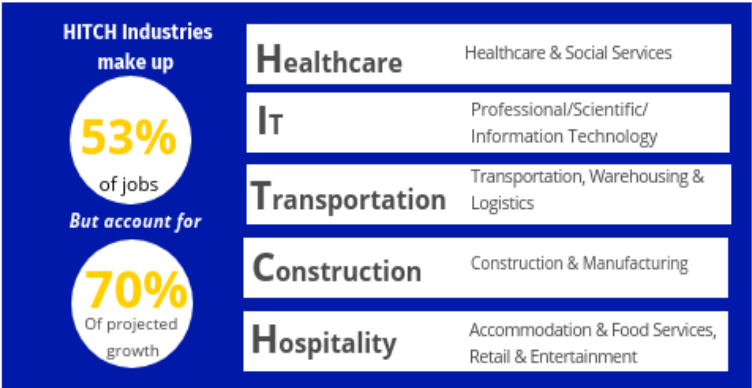 HITCH Industries
make up
53%
of jobs
But account for
70%
Of projected
growth
Healthcare
Healthcare & Social Services
IT
Professional/Scientific/
Information Technology
Transportation
Transportation, Warehousing &
Logistics
Construction
Construction & Manufacturing
Hospitality
Accommodation & Food Services,
Retail & Entertainment